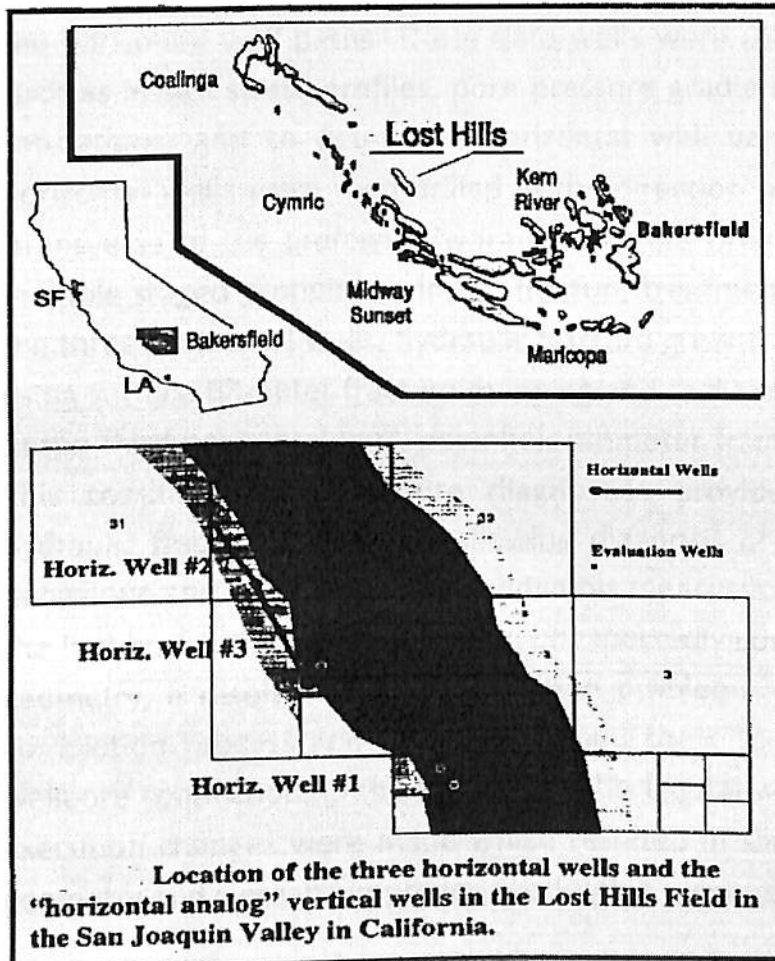 Coalinga
Lost Hills
Cymric
Kern
River
Bakersfield
Midway
Sunset
Maricopa
SF
Bakersfield
LA
Horizontal Wells
31
Evaluation Wells
Horiz. Well #2
Horiz. Well #3
3
Horiz. Well #1
Location of the three horizontal wells and the
“horizontal analog” vertical wells in the Lost Hills Field in
the San Joaquin Valley in California.